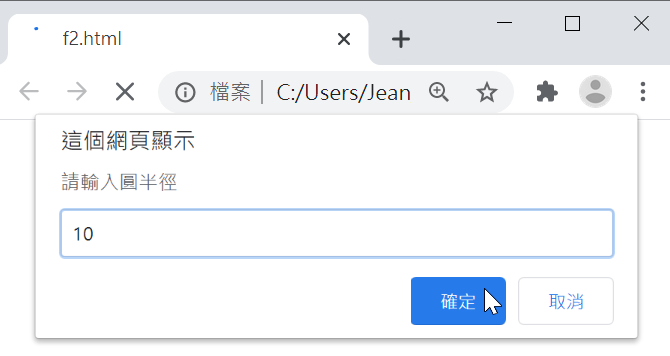 f2.html
檔案 | C:/Users/Jean
這個網頁顯示
請輸入圓半徑
10
確定 取消